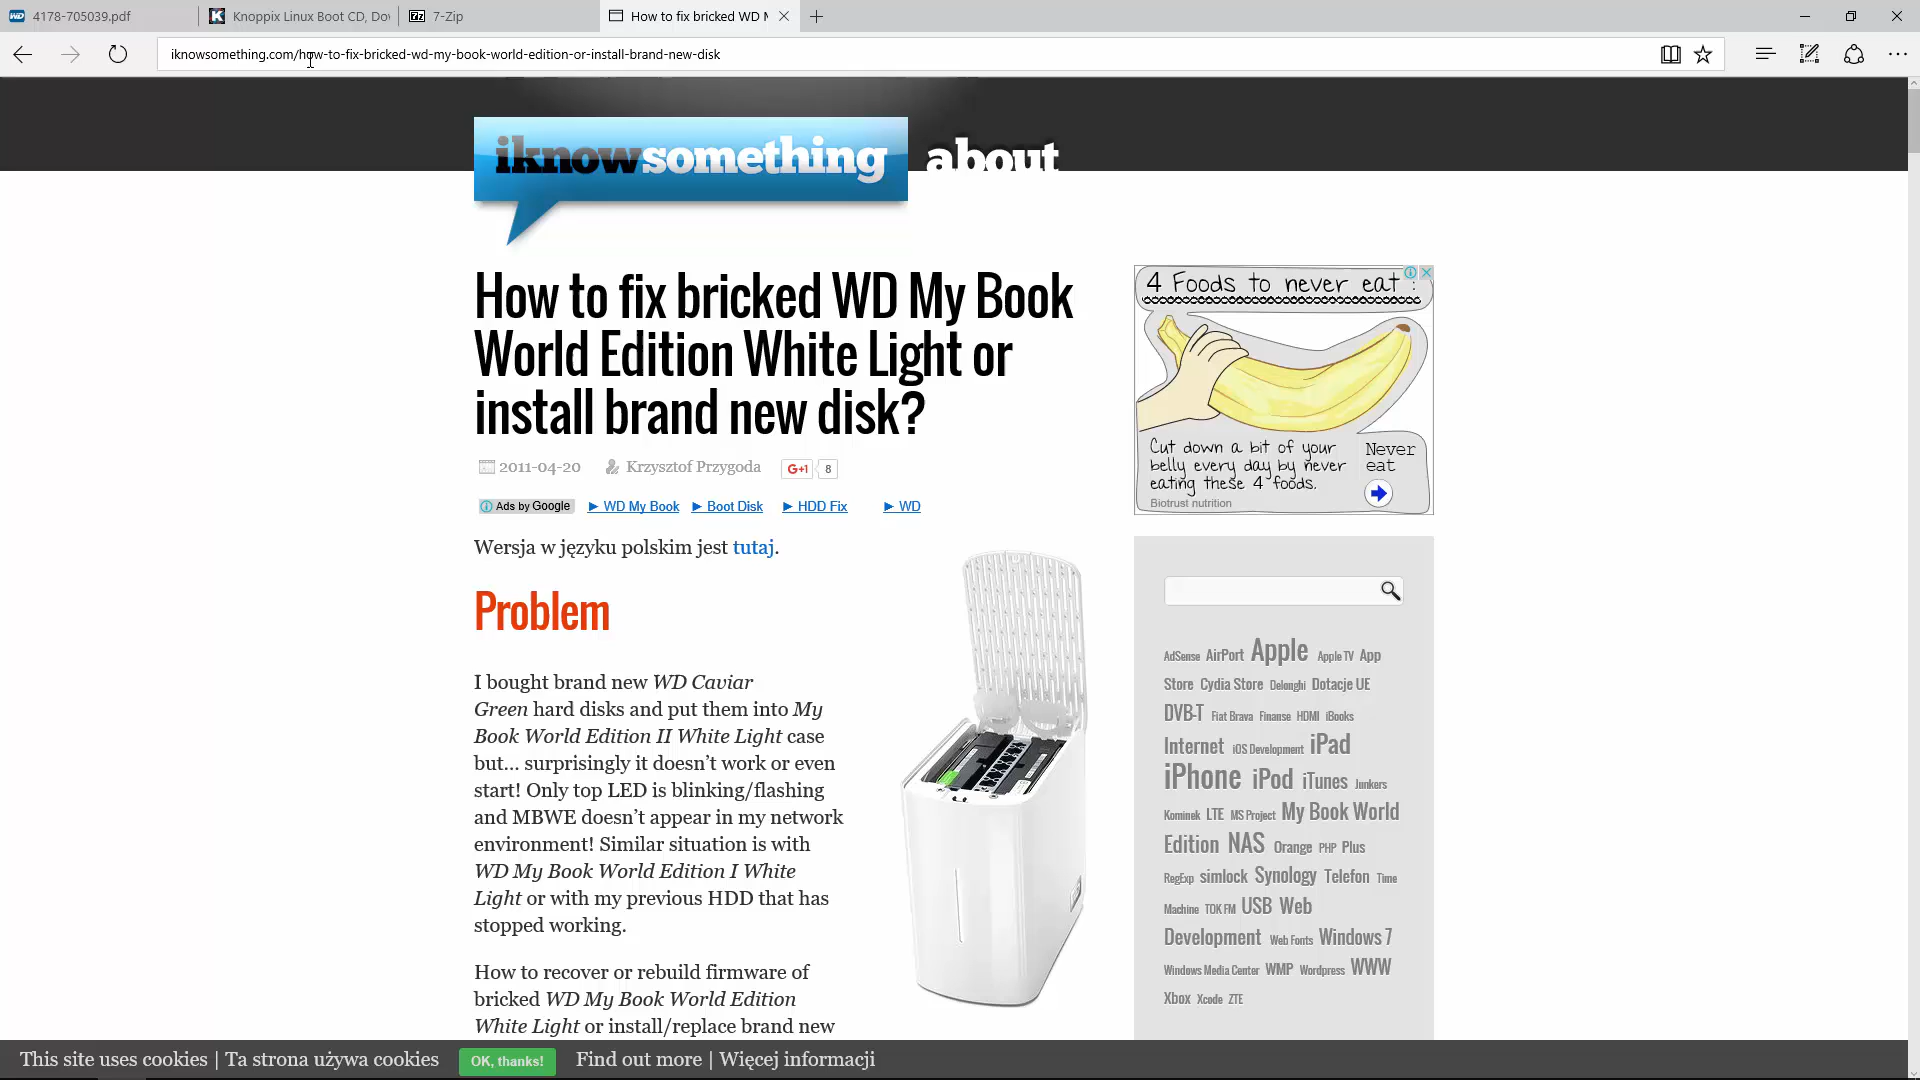 4178-705039.pdf
Knoppix Linux Boot CD, Do
7-Zip
How to fix bricked WD M
iknowsomething.com/how-to-fix-bricked-wd-my-book-world-edition-or-install-brand-new-disk
iknowsomething
about
How to fix bricked WD My Book
World Edition White Light or
install brand new disk?
2011-04-20 Krzysztof Przygoda G+1 8
Ads by Google ► WD My Book ► Boot Disk ► HDD Fix ► WD
Wersja w języku polskim jest tutaj.
Problem
I bought brand new WD Caviar
Green hard disks and put them into My
Book World Edition II White Light case
but... surprisingly it doesn't work or even
start! Only top LED is blinking/flashing
and MBWE doesn't appear in my network
environment! Similar situation is with
WD My Book World Edition I White
Light or with my previous HDD that has
stopped working.
How to recover or rebuild firmware of
bricked WD My Book World Edition
White Light or install/replace brand new
4 Foods to never eat :
Cut down a bit of your
belly every day by never
eating these 4 foods.
Never
eat
Biotrust nutrition
AdSense AirPort Apple Apple TV App
Store Cydia Store Delonghi Dotacje UE
DVB-T Fiat Brava Finanse HDMI iBooks
Internet iOS Development iPad
iPhone iPod iTunes Junkers
Kominek LTE MS Project My Book World
Edition NAS Orange PHP Plus
RegExp simlock Synology Telefon Time
Machine TOK FM USB Web
Development Web Fonts Windows 7
Windows Media Center WMP Wordpress WWW
Xbox Xcode ZTE
This site uses cookies | Ta strona używa cookies OK, thanks! Find out more | Więcej informacji